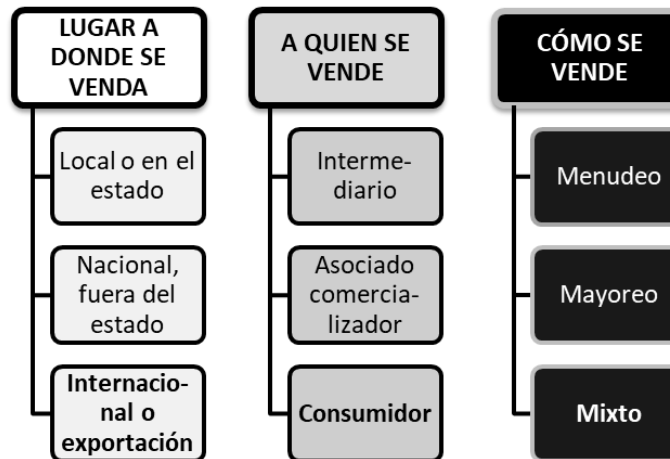 LUGAR A
DONDE SE
VENDA
Local o en el
estado
Nacional,
fuera del
estado
Internacio-
nal o
exportación
A QUIEN SE
VENDE
Interme-
diario
Asociado
comercia-
lizador
Consumidor
CÓMO SE
VENDE
Menudeo
Mayoreo
Mixto